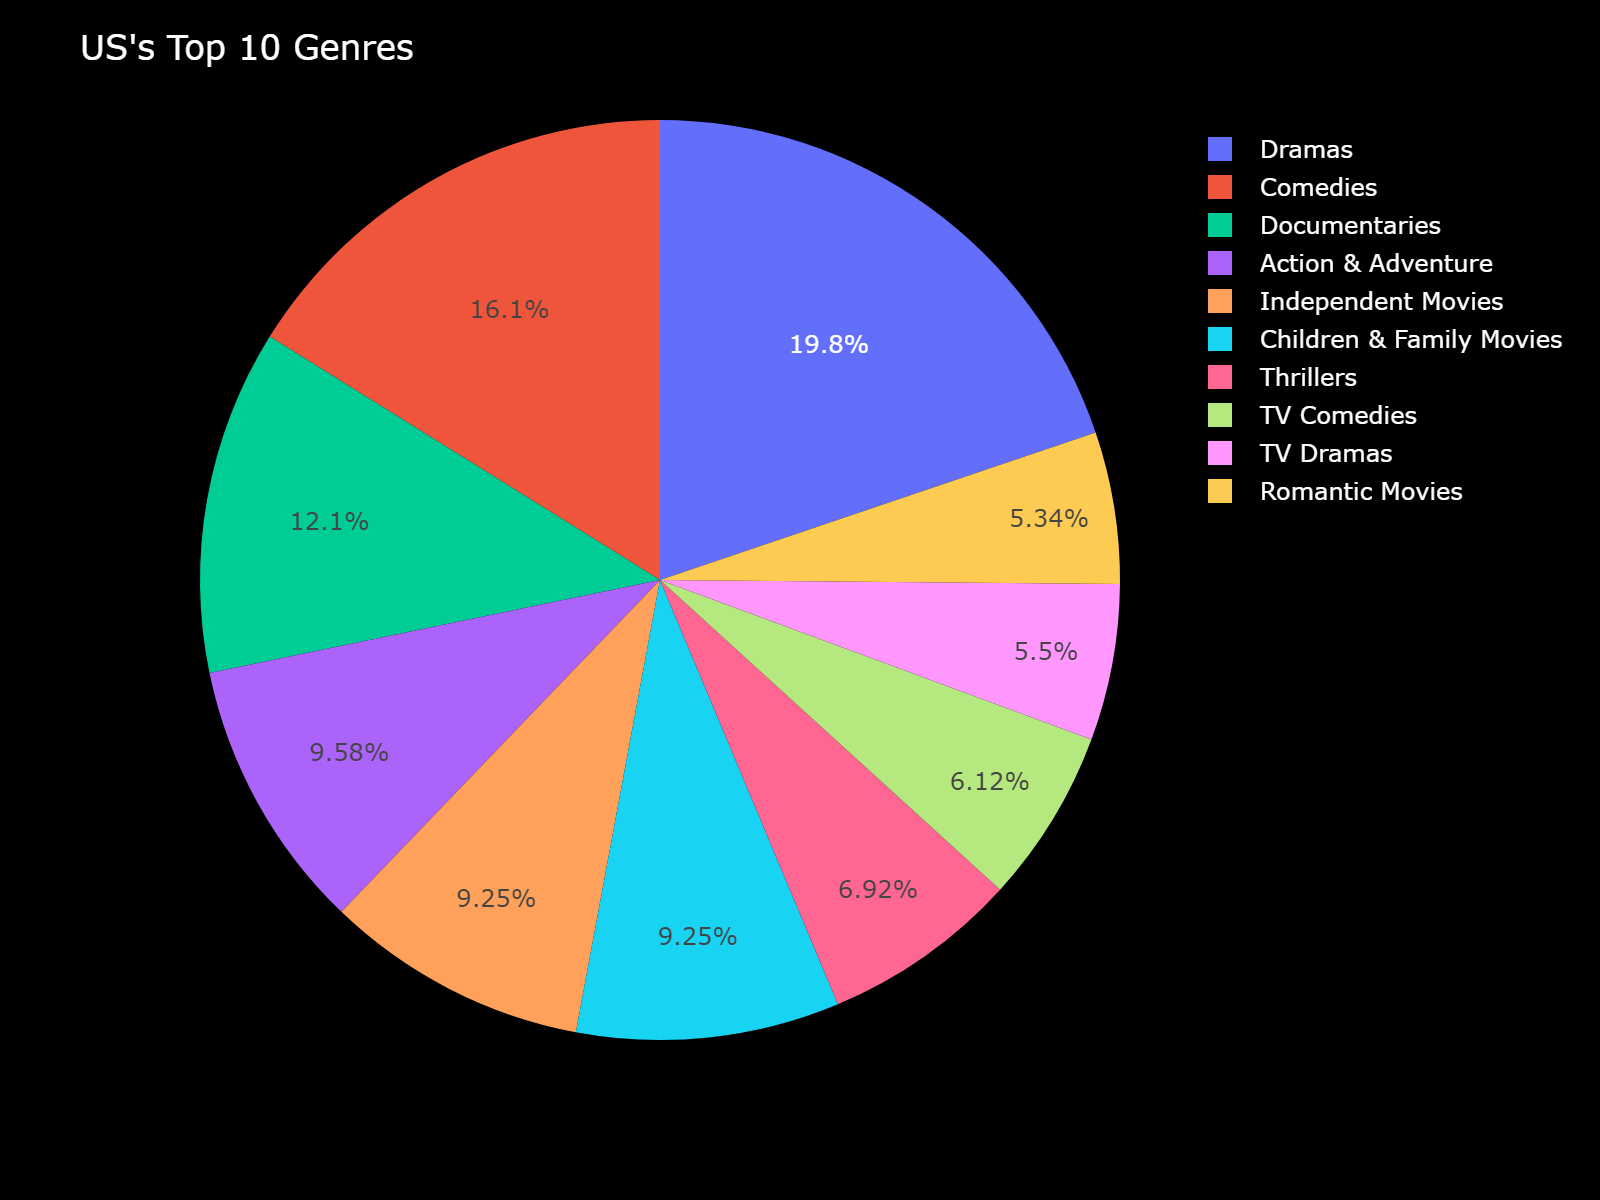 US's Top 10 Genres
Dramas
Comedies
Documentaries
Action & Adventure
Independent Movies
Children & Family Movies
Thrillers
TV Comedies
TV Dramas
Romantic Movies
19.8%
16.1%
12.1%
9.58%
9.25%
9.25%
6.92%
6.12%
5.5%
5.34%